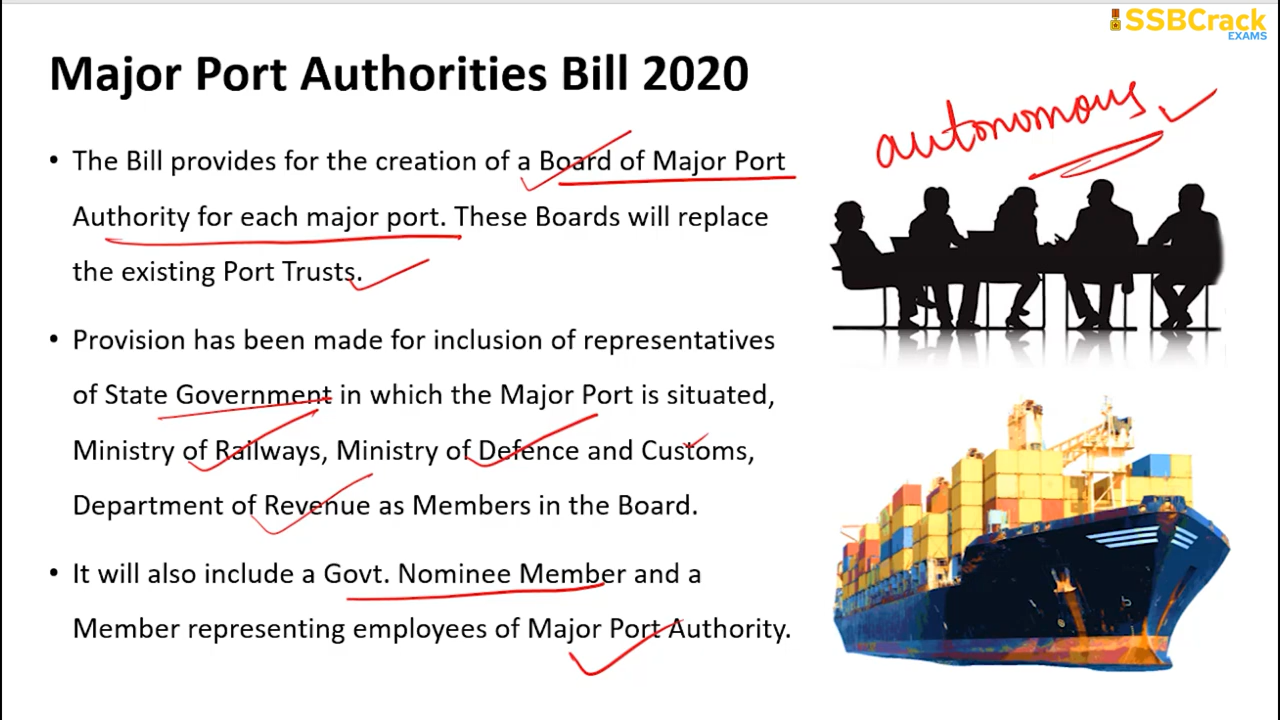 SSBCrack
EXAMS
Major Port Authorities Bill 2020
autonomous
• The Bill provides for the creation of a Board of Major Port
Authority for each major port. These Boards will replace
the existing Port Trusts.
• Provision has been made for inclusion of representatives
of State Government in which the Major Port is situated,
Ministry of Railways, Ministry of Defence and Customs,
Department of Revenue as Members in the Board.
• It will also include a Govt. Nominee Member and a
Member representing employees of Major Port Authority.